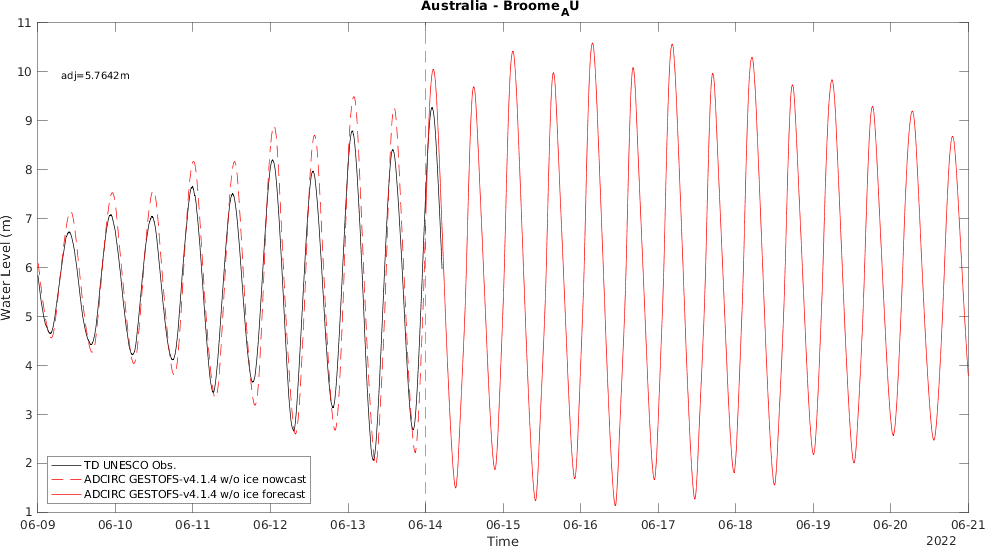 Australia - Broome_AU
11
10
9
8
7
6
5
4
3
2
1
adj=5.7642m
Water Level (m)
TD UNESCO Obs.
ADCIRC GESTOFS-v4.1.4 w/o ice nowcast
ADCIRC GESTOFS-v4.1.4 w/o ice forecast
06-09 06-10 06-11 06-12 06-13 06-14 06-15 06-16 06-17 06-18 06-19 06-20 06-21
Time
2022